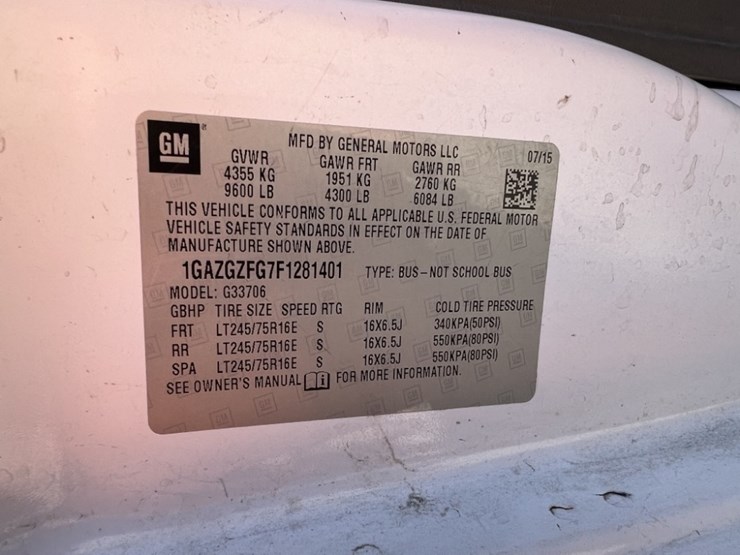 GM
MFD BY GENERAL MOTORS LLC 07/15
GVWR GAWR FRT GAWR RR
4355 KG 1951 KG 2760 KG
9600 LB 4300 LB 6084 LB
THIS VEHICLE CONFORMS TO ALL APPLICABLE U.S. FEDERAL MOTOR
VEHICLE SAFETY STANDARDS IN EFFECT ON THE DATE OF
MANUFACTURE SHOWN ABOVE.
1GAZGZFG7F1281401 TYPE: BUS-NOT SCHOOL BUS
MODEL: G33706
GBHP TIRE SIZE SPEED RTG RIM COLD TIRE PRESSURE
FRT LT245/75R16E S 16X6.5J 340KPA(50PSI)
RR LT245/75R16E S 16X6.5J 550KPA(80PSI)
SPA LT245/75R16E S 16X6.5J 550KPA(80PSI)
SEE OWNER'S MANUAL i FOR MORE INFORMATION.